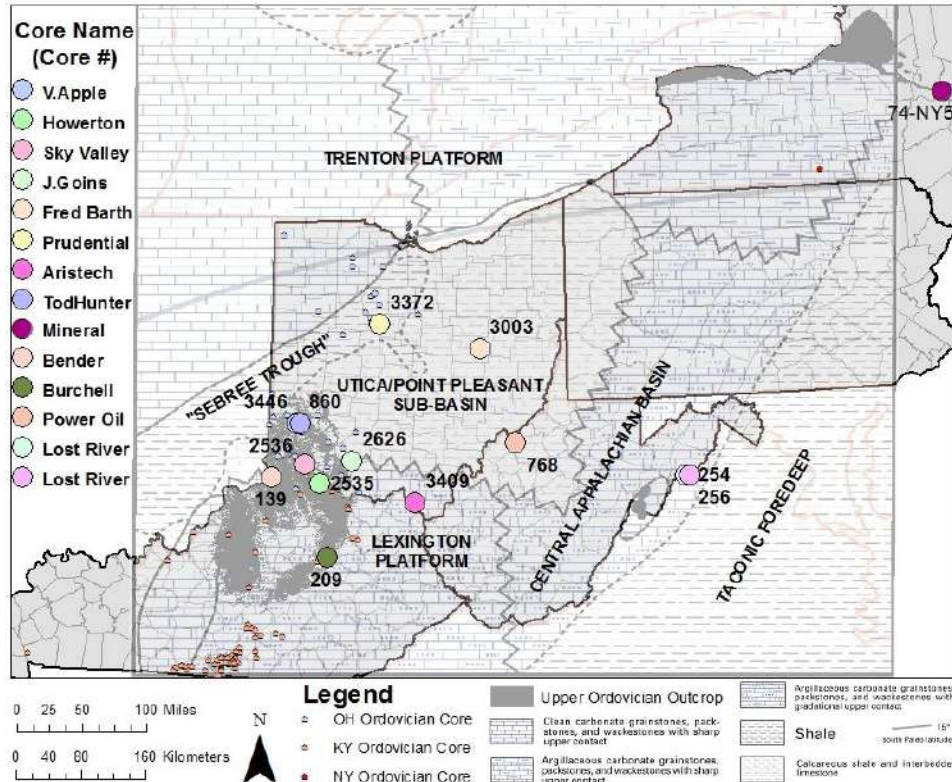 Core Name
(Core #)
V.Apple
Howerton
Sky Valley
J.Goins
Fred Barth
Prudential
Aristech
TodHunter
Mineral
Bender
Burchell
Power Oil
Lost River
Lost River
74-NY5
TRENTON PLATFORM
3372
3003
"SEBREE TROUGH"
UTICA/POINT PLEASANT
SUB-BASIN
3446
860
2536
2626
2535
139
3409
768
254
256
LEXINGTON
PLATFORM
209
CENTRAL APPALACHIAN BASIN
TACONIC FOREDEEP
0 25 50 100 Miles
0 40 80 160 Kilometers
N
Legend
OH Ordovician Core
KY Ordovician Core
NY Ordovician Core
Upper Ordovician Outcrop
Clean carbonate grainstones, pack-
stones, and wackestones with sharp
upper contact
Argillaceous carbonate grainstones,
packstones, and wackestones with sharp
upper contact
Argillaceous carbonate grainstones,
packstones, and wackestones with
gradational upper contact
Shale
15°
South Paleolatitude
Calcareous shale and interbedded
limestone